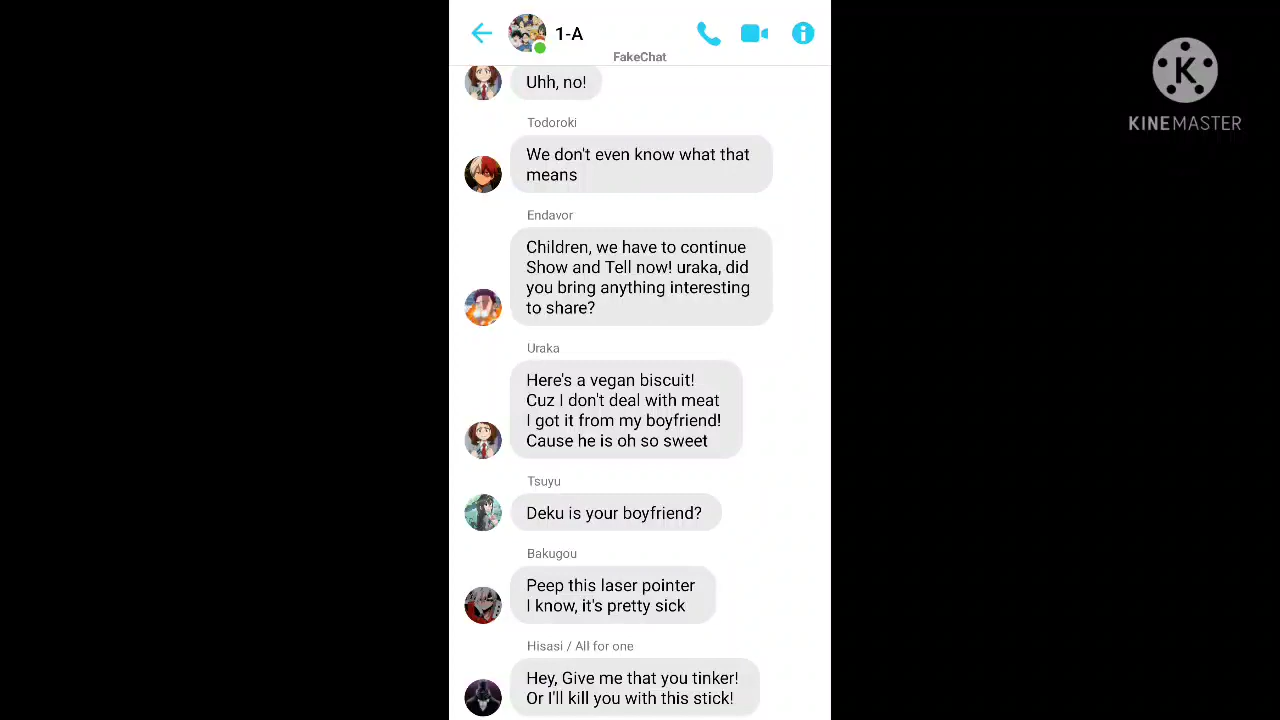 1-A
FakeChat
KINEMASTER
Uhh, no!
Todoroki
We don't even know what that
means
Endavor
Children, we have to continue
Show and Tell now! uraka, did
you bring anything interesting
to share?
Uraka
Here's a vegan biscuit!
Cuz I don't deal with meat
I got it from my boyfriend!
Cause he is oh so sweet
Tsuyu
Deku is your boyfriend?
Bakugou
Peep this laser pointer
I know, it's pretty sick
Hisasi / All for one
Hey, Give me that you tinker!
Or I'll kill you with this stick!